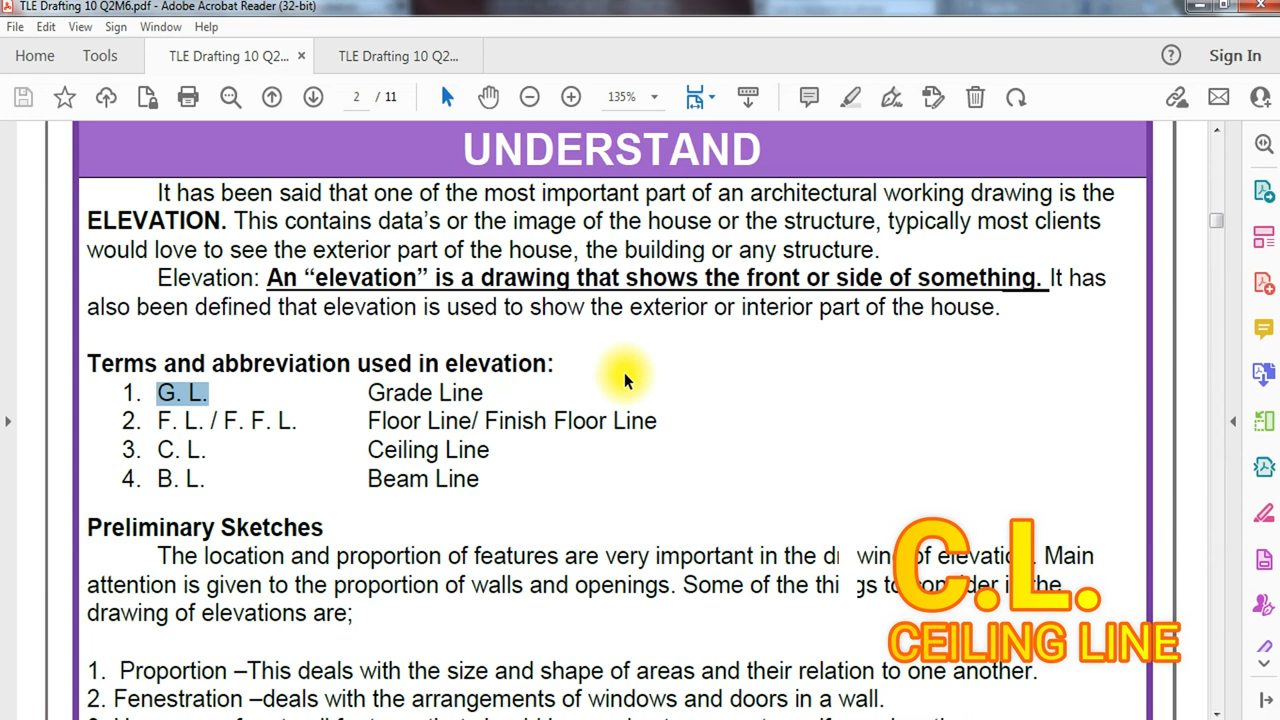 TLE Drafting 10 Q2M6.pdf - Adobe Acrobat Reader (32-bit)
File Edit View Sign Window Help
Home Tools TLE Drafting 10 Q2... × TLE Drafting 10 Q2... Sign In
2 / 11 135%
UNDERSTAND
It has been said that one of the most important part of an architectural working drawing is the
ELEVATION. This contains data's or the image of the house or the structure, typically most clients
would love to see the exterior part of the house, the building or any structure.
Elevation: An “elevation” is a drawing that shows the front or side of something. It has
also been defined that elevation is used to show the exterior or interior part of the house.
Terms and abbreviation used in elevation:
1. G. L. Grade Line
2. F. L. / F. F. L. Floor Line/ Finish Floor Line
3. C. L. Ceiling Line
4. B. L. Beam Line
Preliminary Sketches
The location and proportion of features are very important in the drawing of elevation. Main
attention is given to the proportion of walls and openings. Some of the things to consider in the
drawing of elevations are;
C.L.
CEILING LINE
1. Proportion –This deals with the size and shape of areas and their relation to one another.
2. Fenestration –deals with the arrangements of windows and doors in a wall.